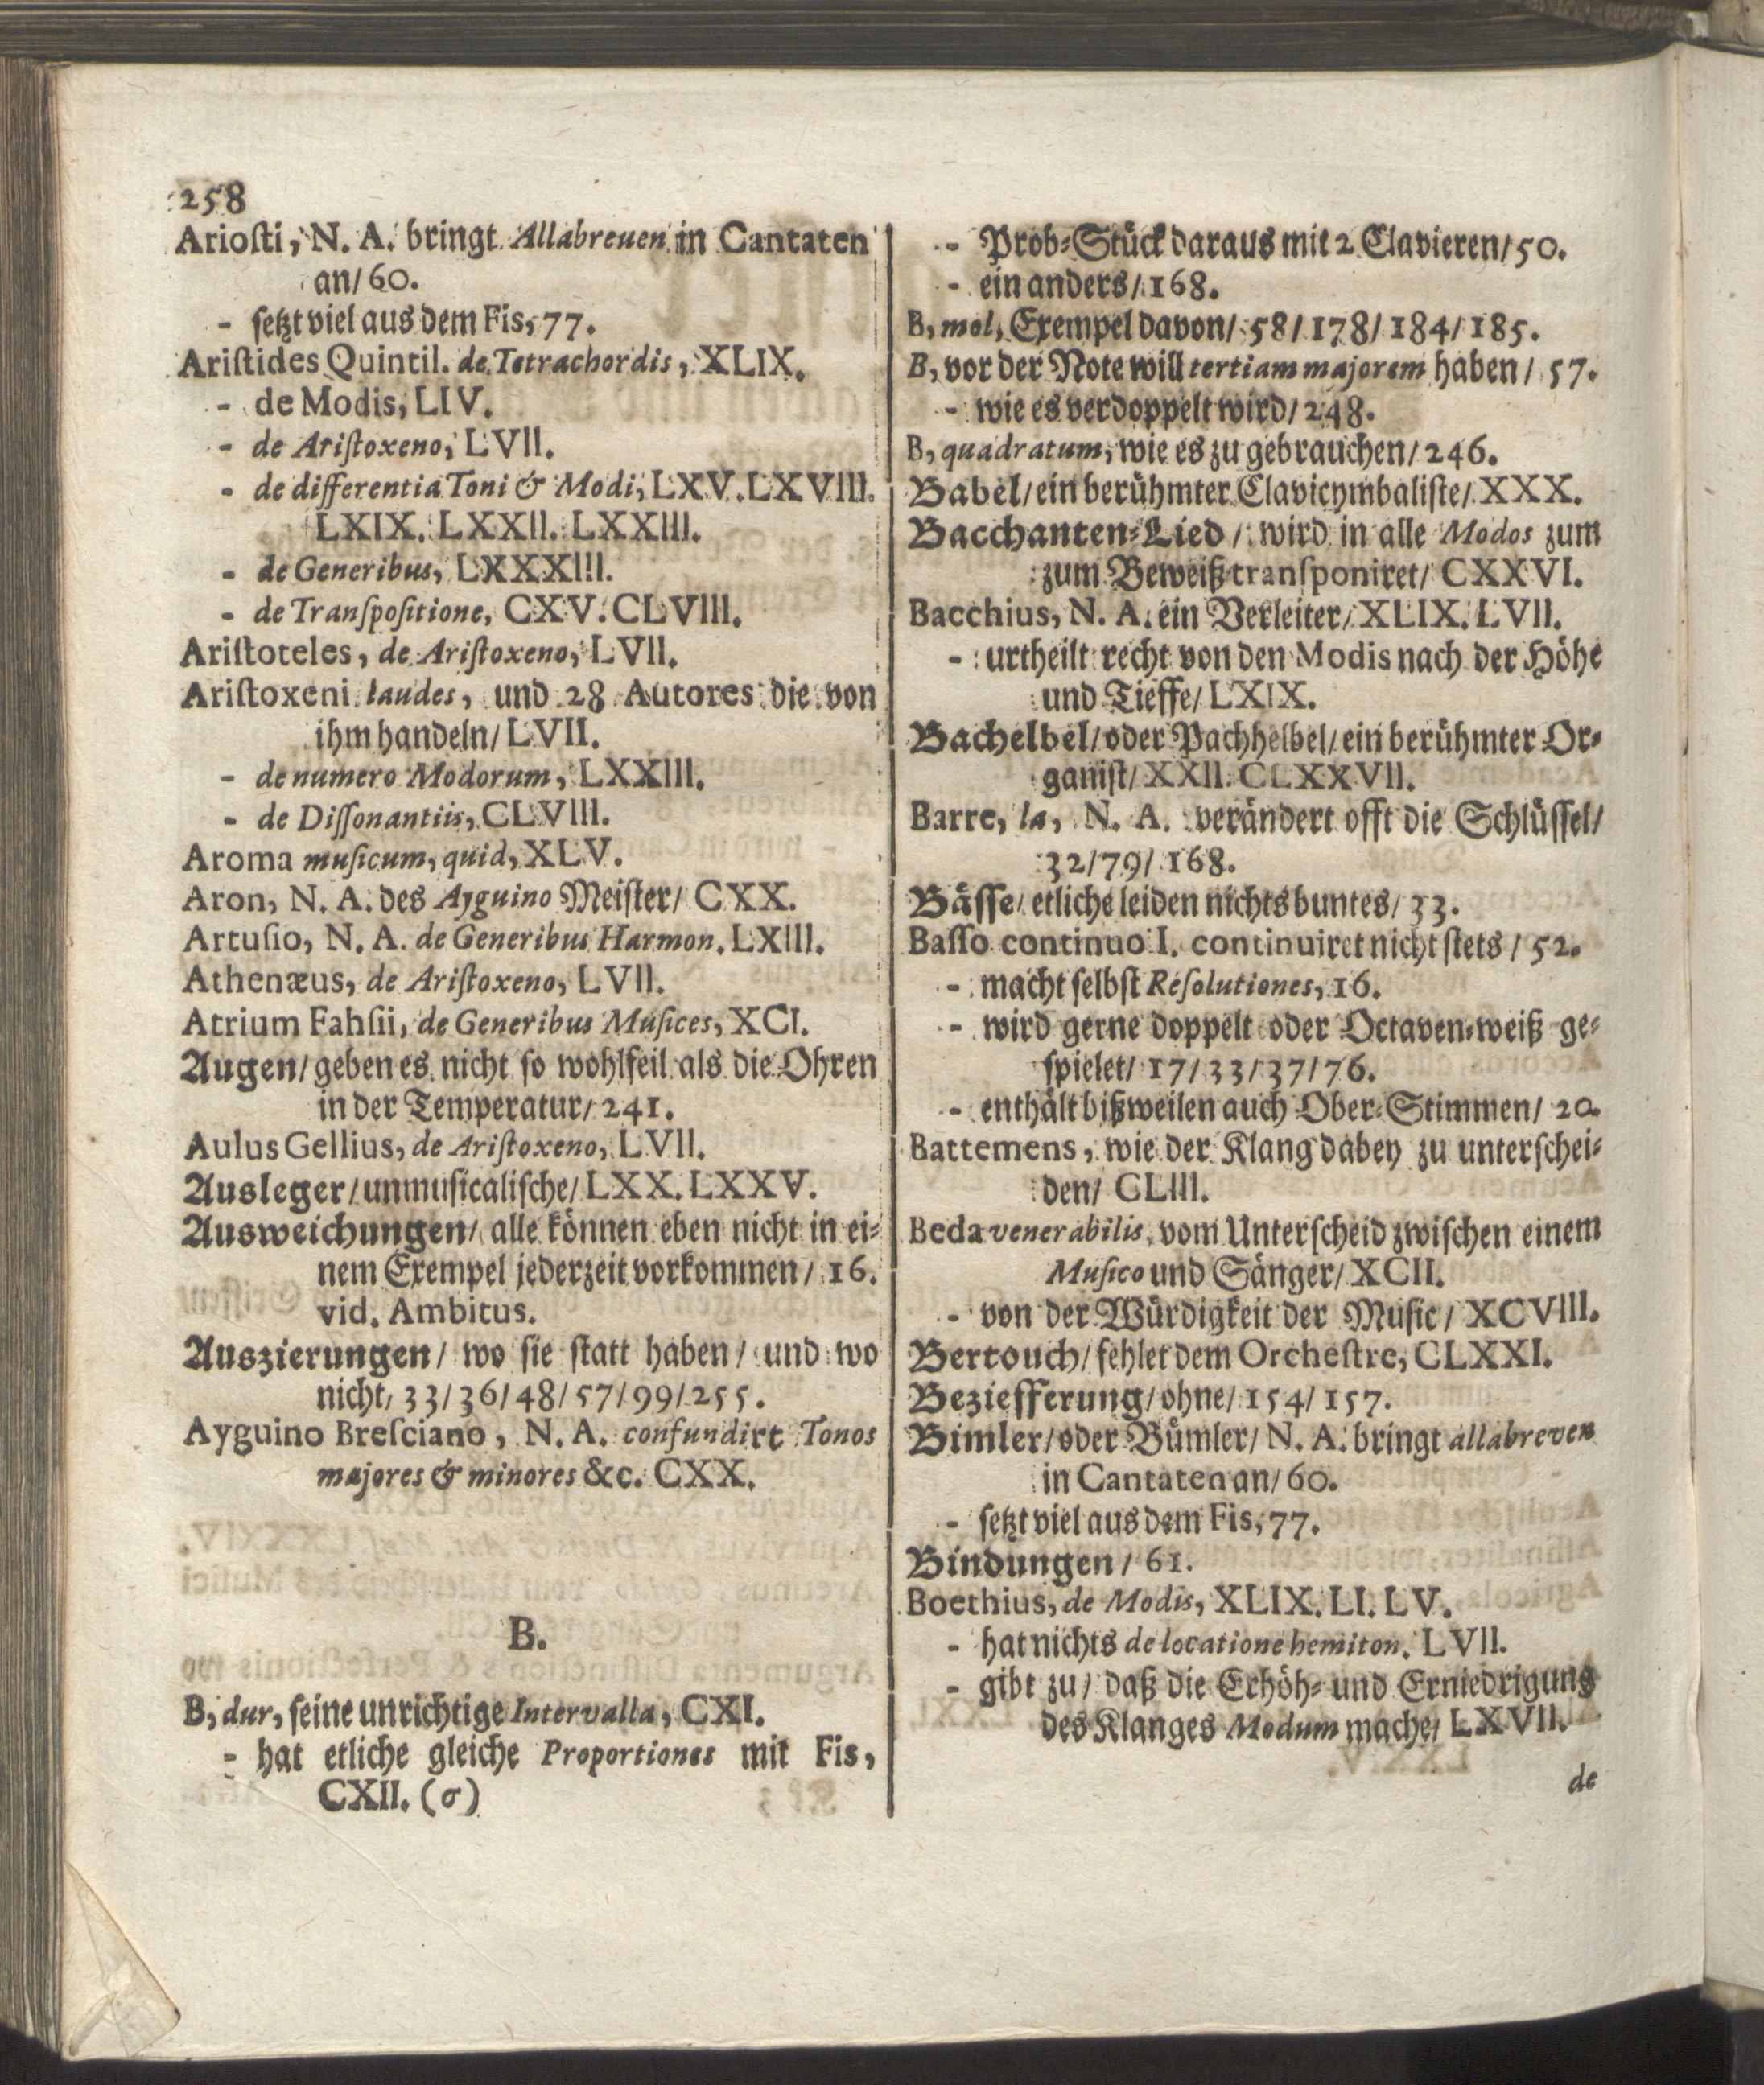 258
Arioſti, N. A. bringt Allabreven in Cantaten
an/ 60.
- ſetzt viel aus dem Fis, 77.
Ariſtides Quintil. de Tetrachordis, XLIX.
- de Modis, LIV.
- de Ariſtoxeno, LVII.
- de differentia Toni & Modi, LXV. LXVIII.
LXIX. LXXII. LXXIII.
- de Generibus, LXXXIII.
- de Tranſpoſitione, CXV. CLVIII.
Ariſtoteles, de Ariſtoxeno, LVII.
Ariſtoxeni laudes, und 28 Autores die von
ihm handeln/ LVII.
- de numero Modorum, LXXIII.
- de Diſſonantiis, CLVIII.
Aroma muſicum, quid, XLV.
Aron, N. A. des Ayguino Meiſter/ CXX.
Artuſio, N. A. de Generibus Harmon. LXIII.
Athenæus, de Ariſtoxeno, LVII.
Atrium Fahſii, de Generibus Muſices, XCI.
Augen/ geben es nicht ſo wohlfeil als die Ohren
in der Temperatur/ 241.
Aulus Gellius, de Ariſtoxeno, LVII.
Ausleger/ unmuſicaliſche/ LXX. LXXV.
Ausweichungen/ alle können eben nicht in ei-
nem Exempel jederzeit vorkommen/ 16.
vid. Ambitus.
Auszierungen/ wo ſie ſtatt haben/ und wo
nicht, 33/ 36/ 48/ 57/ 99/ 255.
Ayguino Breſciano, N. A. confundirt Tonos
majores & minores &c. CXX.
B.
B, dur, ſeine unrichtige Intervalla, CXI.
- hat etliche gleiche Proportiones mit Fis,
CXII. (σ)
- Prob-Stück daraus mit 2 Clavieren/ 50.
- ein anders/ 168.
B, mol, Exempel davon/ 58/ 178/ 184/ 185.
B, vor der Note will tertiam majorem haben/ 57.
- wie es verdoppelt wird/ 248.
B, quadratum, wie es zu gebrauchen/ 246.
Babel/ ein berühmter Clavicymbaliſte/ XXX.
Bacchanten-Lied/ wird in alle Modos zum
zum Beweiß transponiret/ CXXVI.
Bacchius, N. A. ein Verleiter/ XLIX. LVII.
- urtheilt recht von den Modis nach der Höhe
und Tieffe/ LXIX.
Bachelbel/ oder Pachhelbel/ ein berühmter Or-
ganiſt/ XXII. CLXXVII.
Barre, la, N. A. verändert offt die Schlüſſel/
32/ 79/ 168.
Bäſſe/ etliche leiden nichts buntes/ 33.
Baſſo continuo I. continuiret nicht ſtets/ 52.
- macht ſelbſt Reſolutiones, 16.
- wird gerne doppelt oder Octaven-weiß ge-
ſpielet/ 17/ 33/ 37/ 76.
- enthält bißweilen auch Ober-Stimmen/ 20.
Battemens, wie der Klang dabey zu unterſchei-
den/ CLIII.
Beda venerabilis, vom Unterſcheid zwiſchen einem
Muſico und Sänger/ XCII.
- von der Würdigkeit der Muſic/ XCVIII.
Bertouch/ fehlet dem Orcheſtre, CLXXI.
Beziefferung/ ohne/ 154/ 157.
Bimler/ oder Bümler/ N. A. bringt allabreven
in Cantaten an/ 60.
- ſetzt viel aus dem Fis, 77.
Bindungen/ 61.
Boethius, de Modis, XLIX. LI. LV.
- hat nichts de locatione hemiton. LVII.
- gibt zu/ daß die Erhöh- und Erniedrigung
des Klanges Modum mache/ LXVII.
de